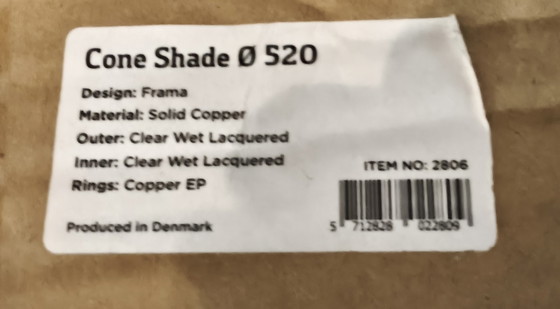 Cone Shade Ø 520
Design: Frama
Material: Solid Copper
Outer: Clear Wet Lacquered
Inner: Clear Wet Lacquered
Rings: Copper EP
Produced in Denmark
ITEM NO: 2806
5 712828 022809